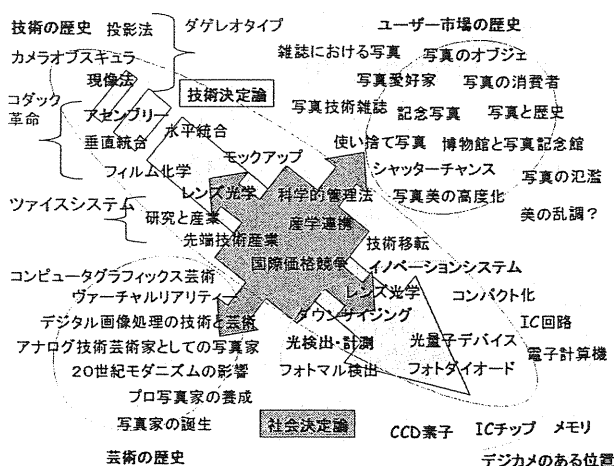 技術の歴史
投影法
ダゲレオタイプ
カメラオブスキュラ
現像法
技術決定論
コダック
革命
アセンブリー
水平統合
垂直統合
フィルム化学
モックアップ
レンズ光学
ツァイスシステム
研究と産業
先端技術産業
科学的管理法
産学連携
国際価格競争
ユーザー市場の歴史
雑誌における写真
写真のオブジェ
写真愛好家
写真の消費者
写真技術雑誌
記念写真
写真と歴史
使い捨て写真
博物館と写真記念館
シャッターチャンス
写真の氾濫
写真美の高度化
美の乱調?
技術移転
イノベーションシステム
レンズ光学
コンパクト化
ダウンサイジング
IC回路
光検出・計測
光量子デバイス
電子計算機
フォトマル検出
フォトダイオード
コンピュータグラフィックス芸術
ヴァーチャルリアリティー
デジタル画像処理の技術と芸術
アナログ技術芸術家としての写真家
20世紀モダニズムの影響
プロ写真家の養成
写真家の誕生
芸術の歴史
社会決定論
CCD素子
ICチップ
メモリ
デジカメのある位置